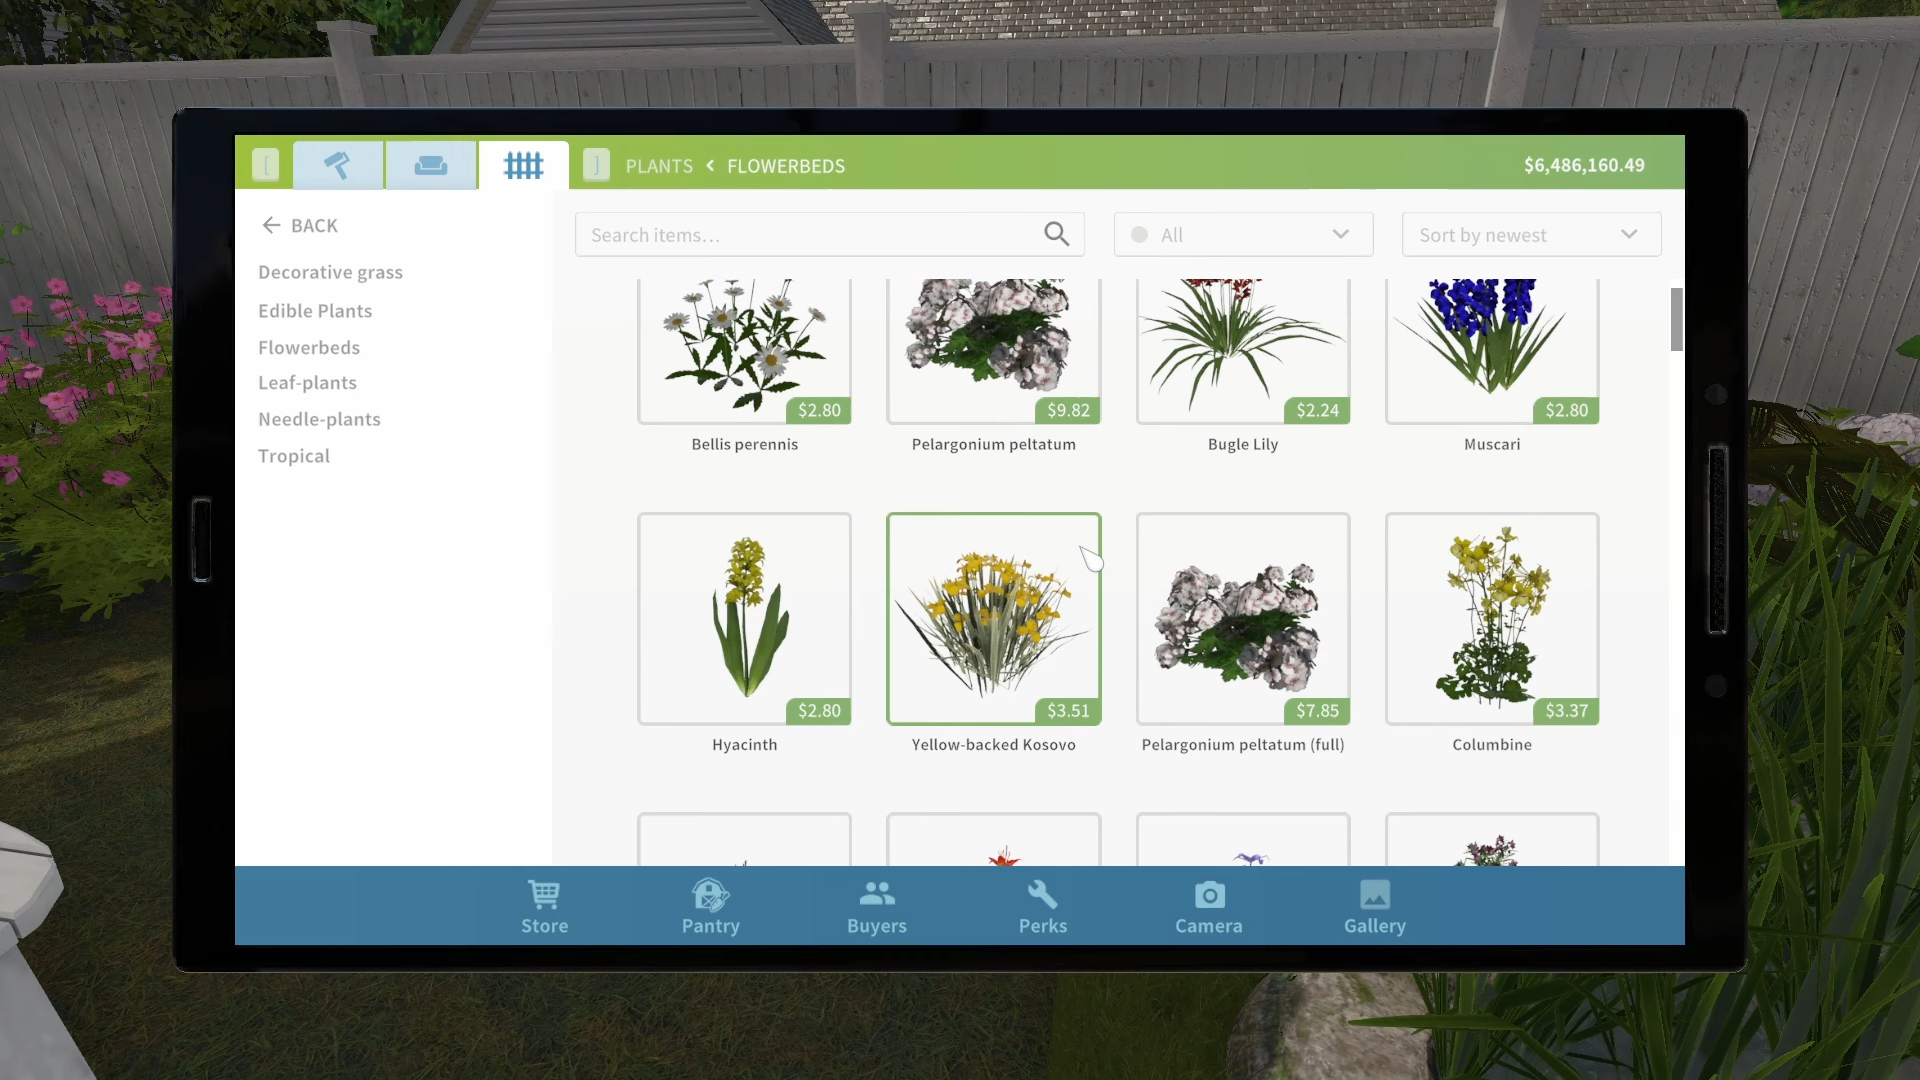 [ ] PLANTS < FLOWERBEDS $6,486,160.49
BACK
Search items...
All
Sort by newest
Decorative grass
Edible Plants
Flowerbeds
Leaf-plants
Needle-plants
Tropical
$2.80 $9.82 $2.24 $2.80
Bellis perennis Pelargonium peltatum Bugle Lily Muscari
$2.80 $3.51 $7.85 $3.37
Hyacinth Yellow-backed Kosovo Pelargonium peltatum (full) Columbine
Store Pantry Buyers Perks Camera Gallery